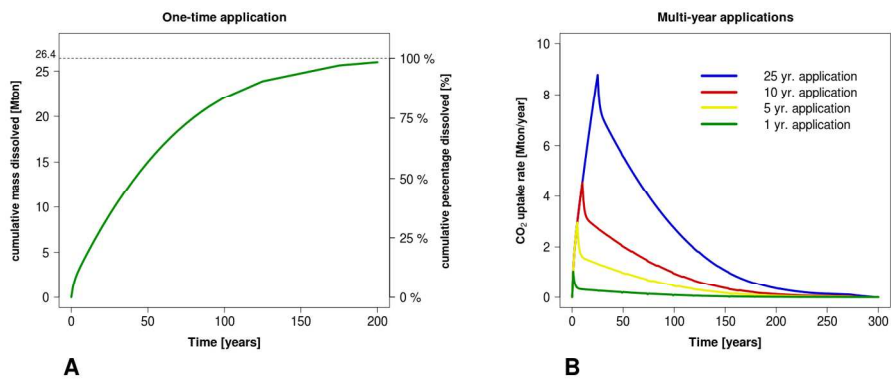 One-time application
26.4
25
20
15
10
5
0
cumulative mass dissolved [Mton]
100 %
75 %
50 %
25 %
0 %
cumulative percentage dissolved [%]
0 50 100 150 200
Time [years]
A
Multi-year applications
10
8
6
4
2
0
CO2 uptake rate [Mton/year]
25 yr. application
10 yr. application
5 yr. application
1 yr. application
0 50 100 150 200 250 300
Time [years]
B